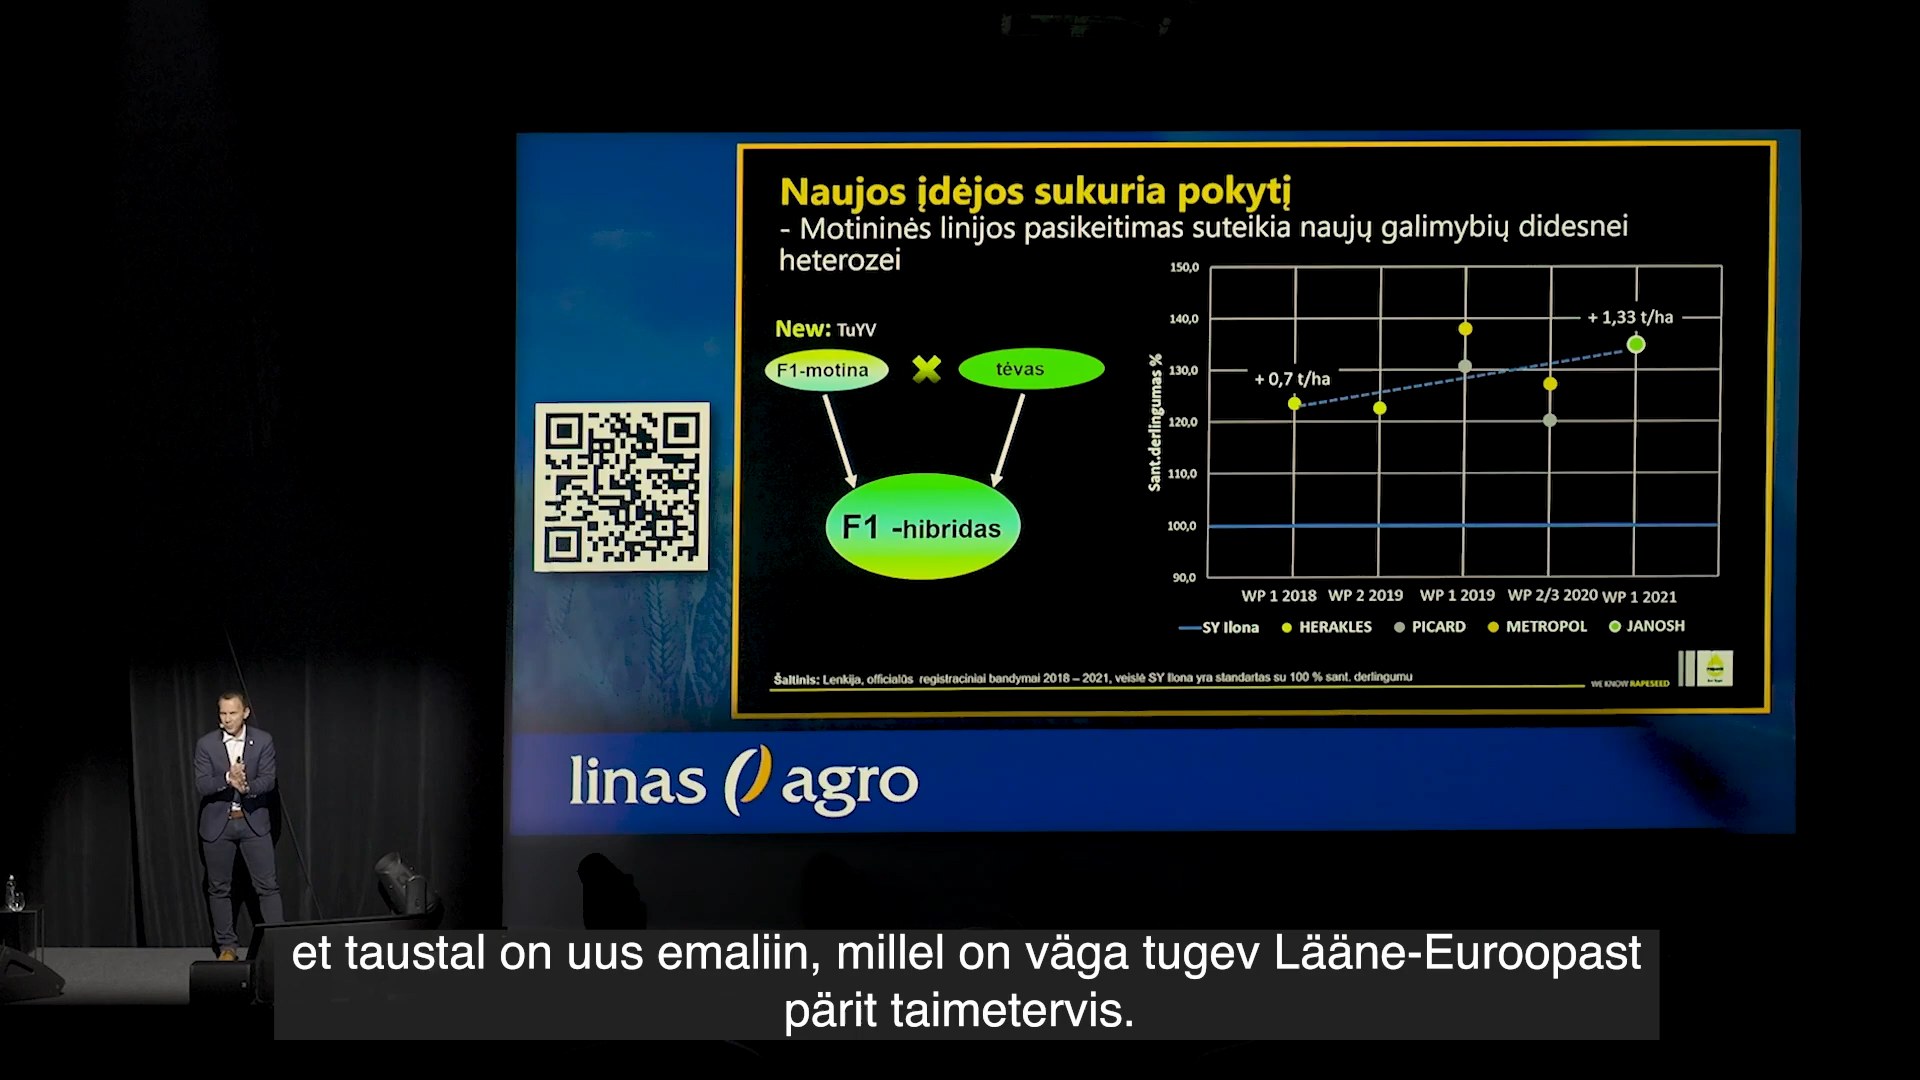 Naujos įdėjos sukuria pokytį
- Motininės linijos pasikeitimas suteikia naujų galimybių didesnei
heterozei
New: TuYV
F1-motina
tėvas
F1 -hibridas
Sant.derlingumas %
150,0
140,0
130,0
120,0
110,0
100,0
90,0
+ 0,7 t/ha
+ 1,33 t/ha
WP 1 2018 WP 2 2019 WP 1 2019 WP 2/3 2020 WP 1 2021
SY Ilona HERAKLES PICARD METROPOL JANOSH
Šaltinis: Lenkija, officialūs registraciniai bandymai 2018 – 2021, veislė SY Ilona yra standartas su 100 % sant. derlingumu
WE KNOW RAPESEED
linas agro
et taustal on uus emaliin, millel on väga tugev Lääne-Euroopast
pärit taimetervis.